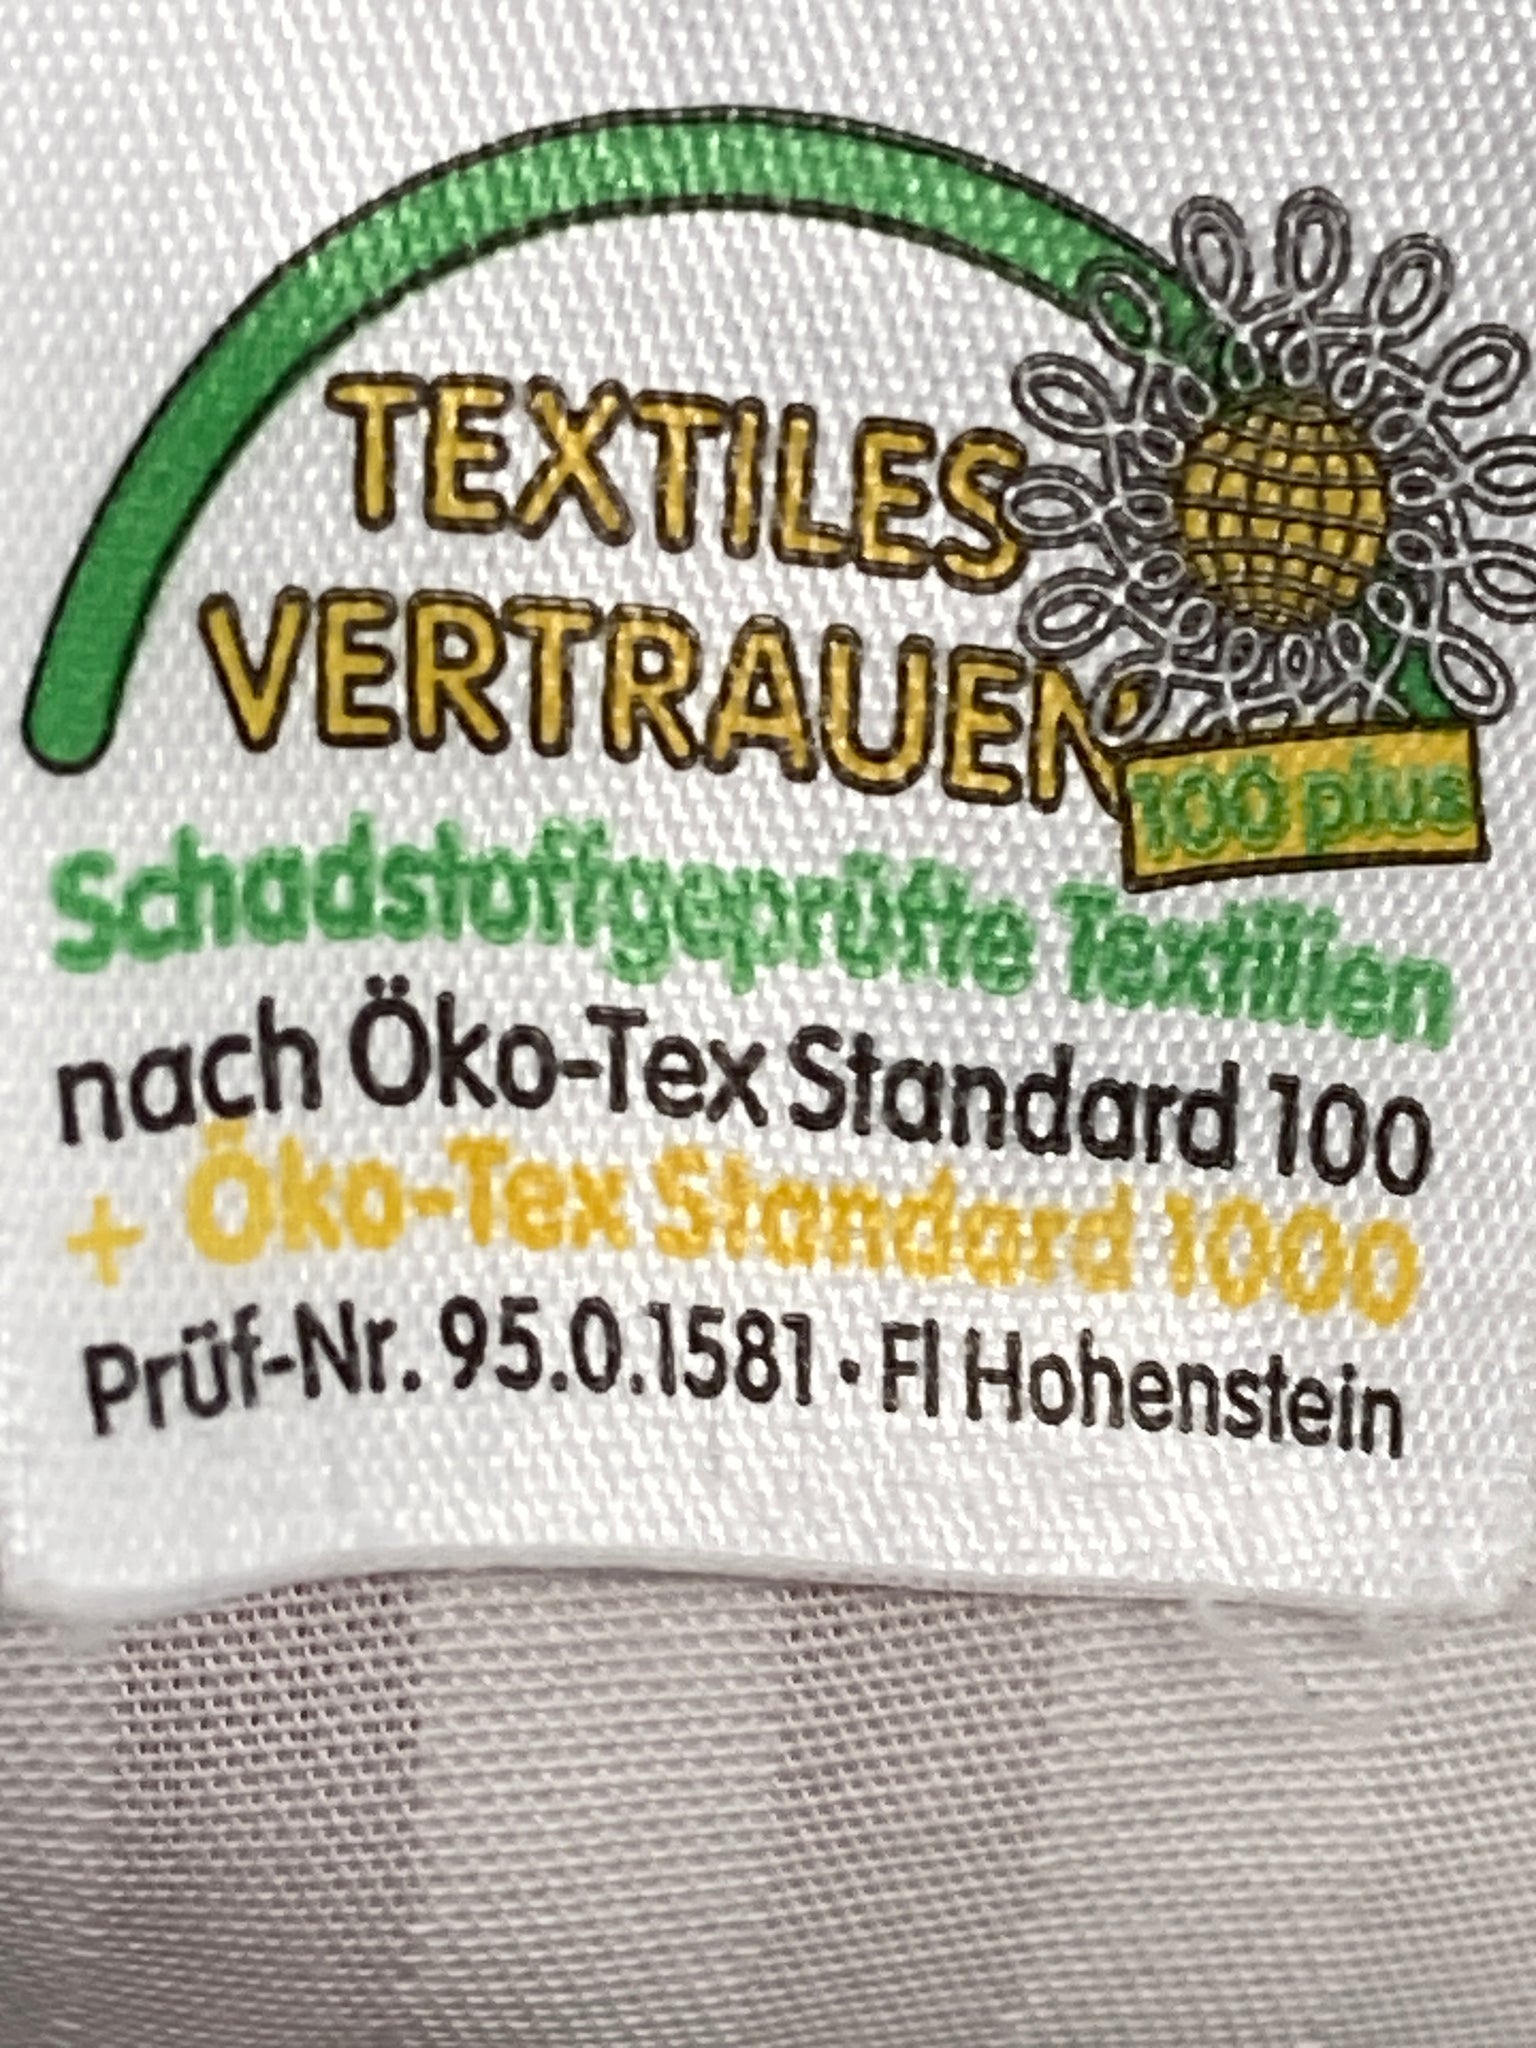 TEXTILES
VERTRAUEN
100 plus
Schadstoffgeprüfte Textilien
nach Öko-Tex Standard 100
+ Öko-Tex Standard 1000
Prüf-Nr. 95.0.1581 · FI Hohenstein